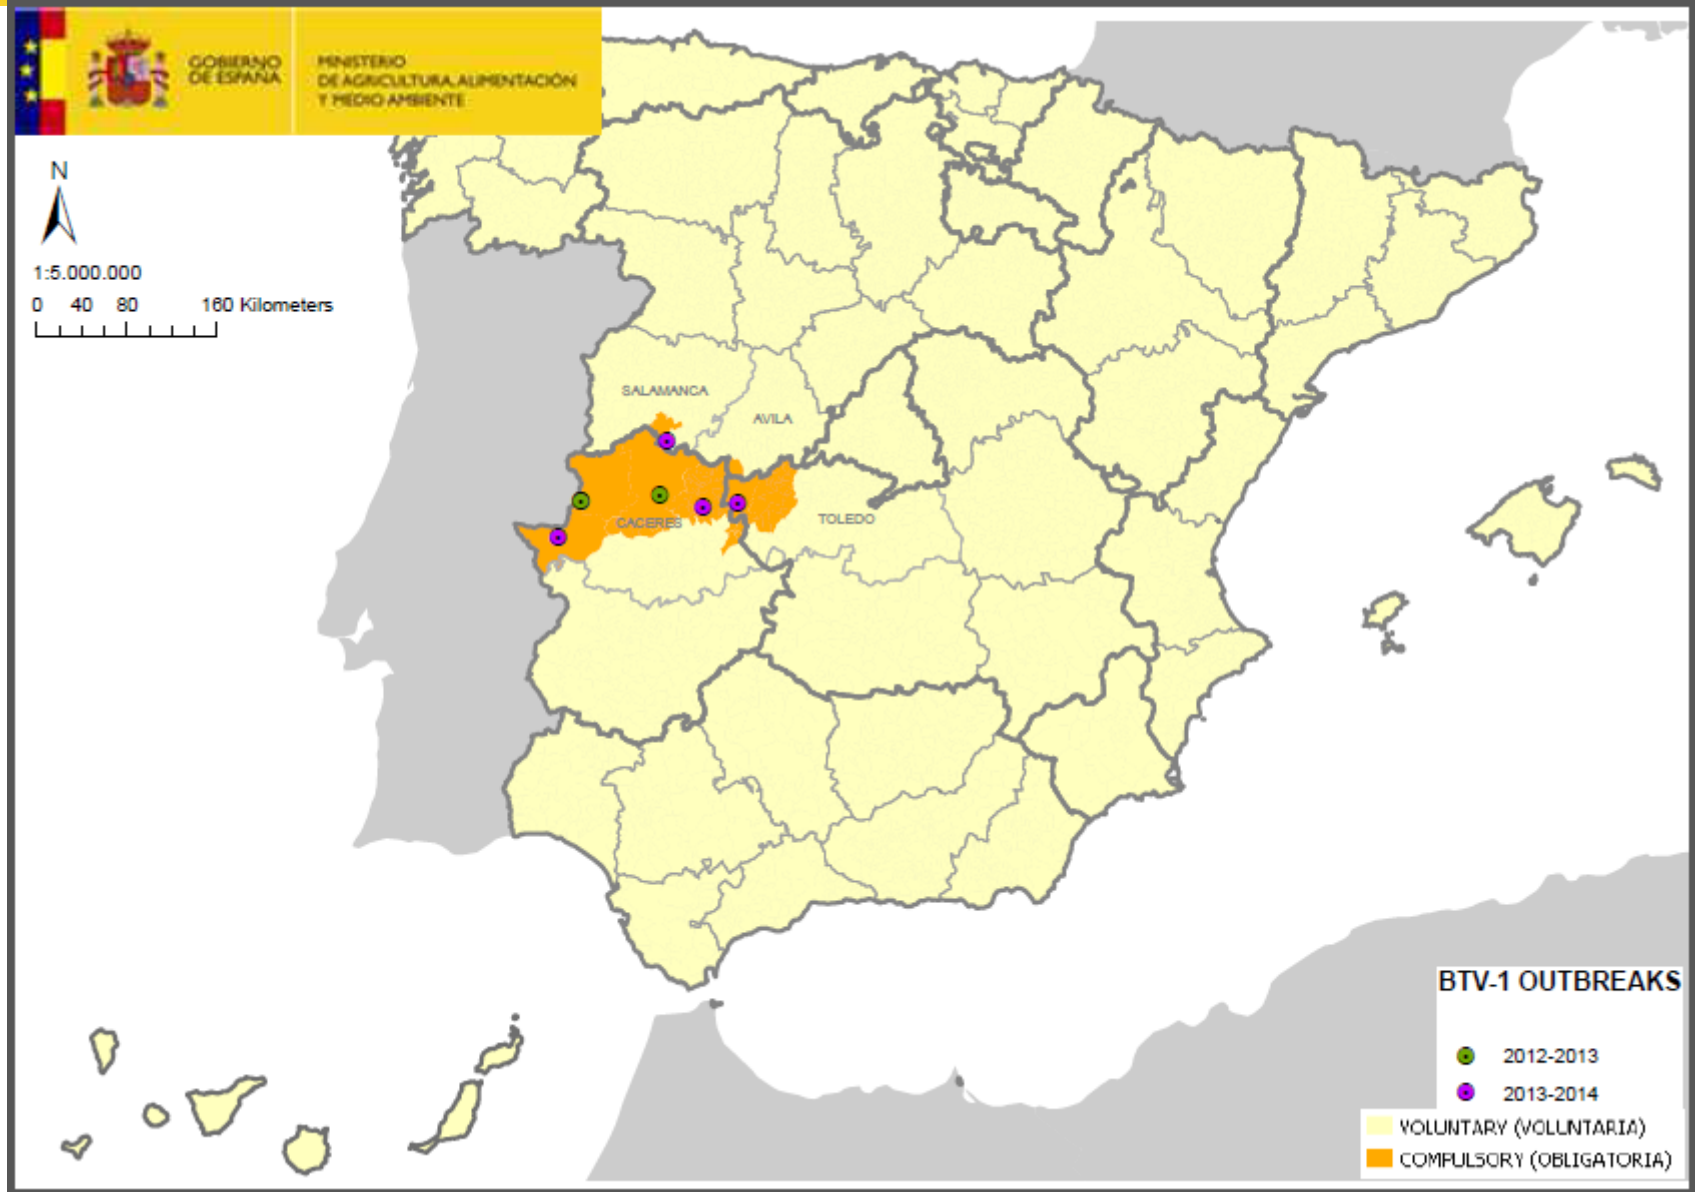 GOBIERNO
DE ESPAÑA
MINISTERIO
DE AGRICULTURA, ALIMENTACIÓN
Y MEDIO AMBIENTE
N
1:5.000.000
0 40 80 160 Kilometers
SALAMANCA
AVILA
CACERES
TOLEDO
BTV-1 OUTBREAKS
2012-2013
2013-2014
VOLUNTARY (VOLUNTARIA)
COMPULSORY (OBLIGATORIA)